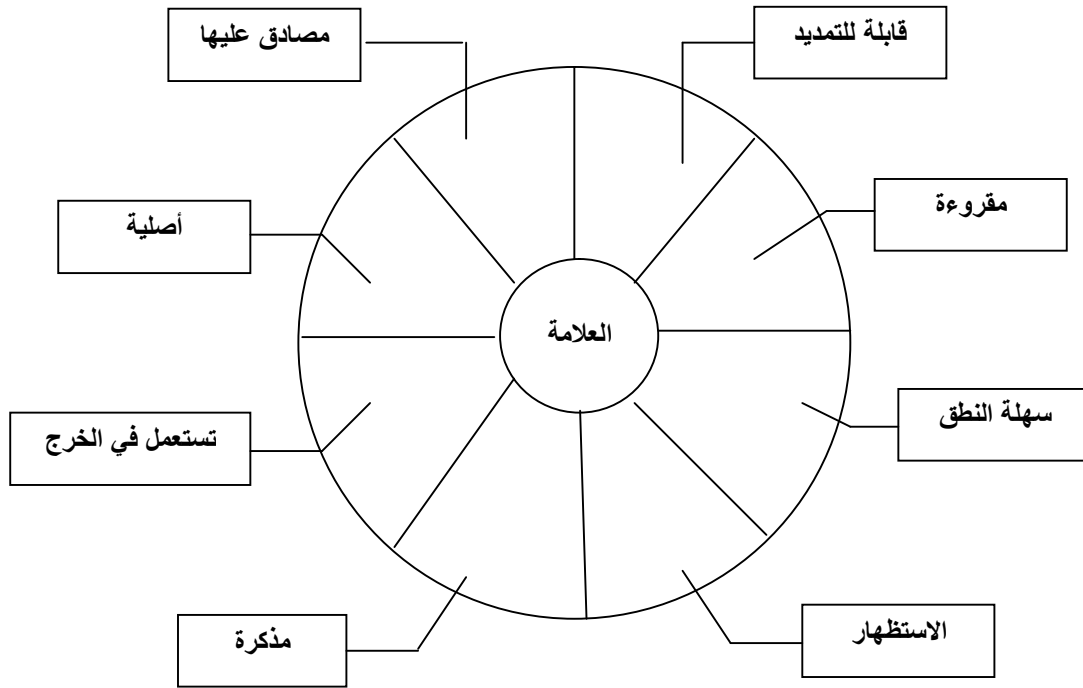 قابلة للتمديد
مصادق عليها
مقروءة
أصلية
العلامة
سهلة النطق
تستعمل في الخرج
الاستظهار
مذكرة